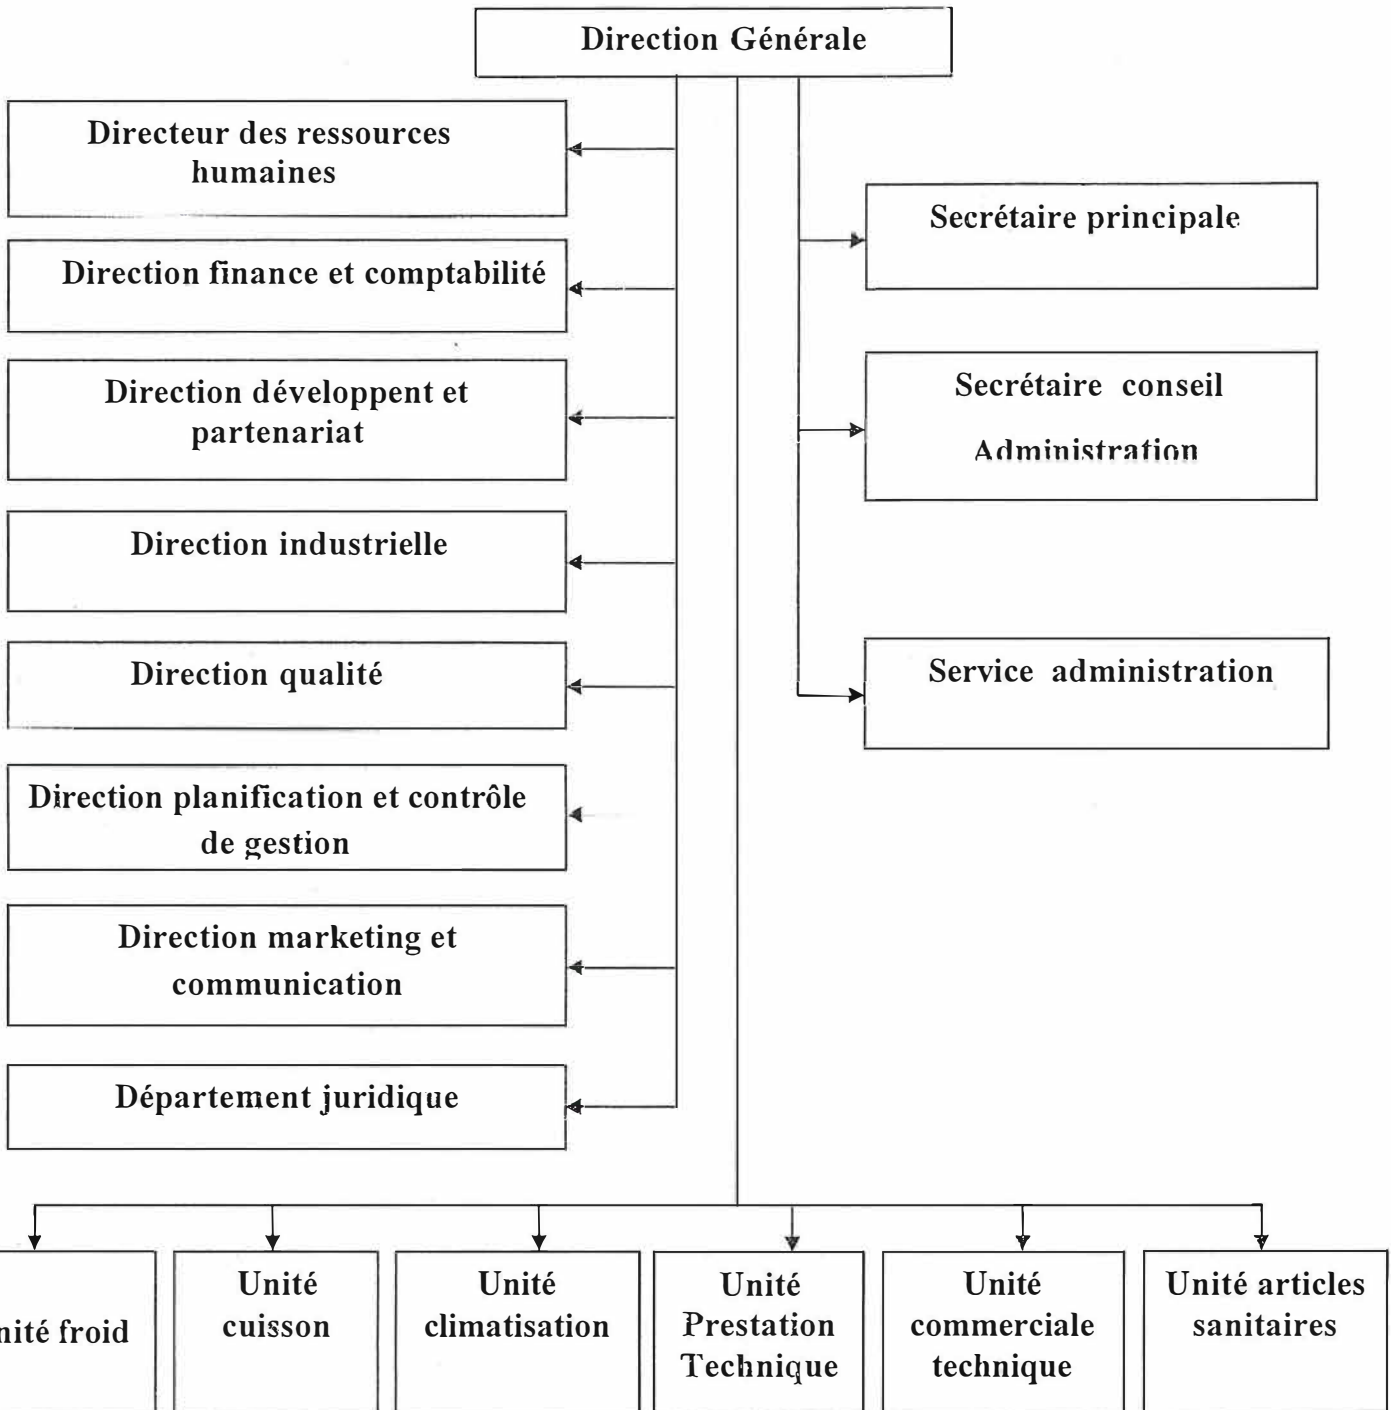 Direction Générale
Directeur des ressources
humaines
Direction finance et comptabilité
Direction développent et
partenariat
Direction industrielle
Direction qualité
Direction planification et contrôle
de gestion
Direction marketing et
communication
Département juridique
Secrétaire principale
Secrétaire conseil
Administration
Service administration
nité froid
Unité
cuisson
Unité
climatisation
Unité
Prestation
Technique
Unité
commerciale
technique
Unité articles
sanitaires